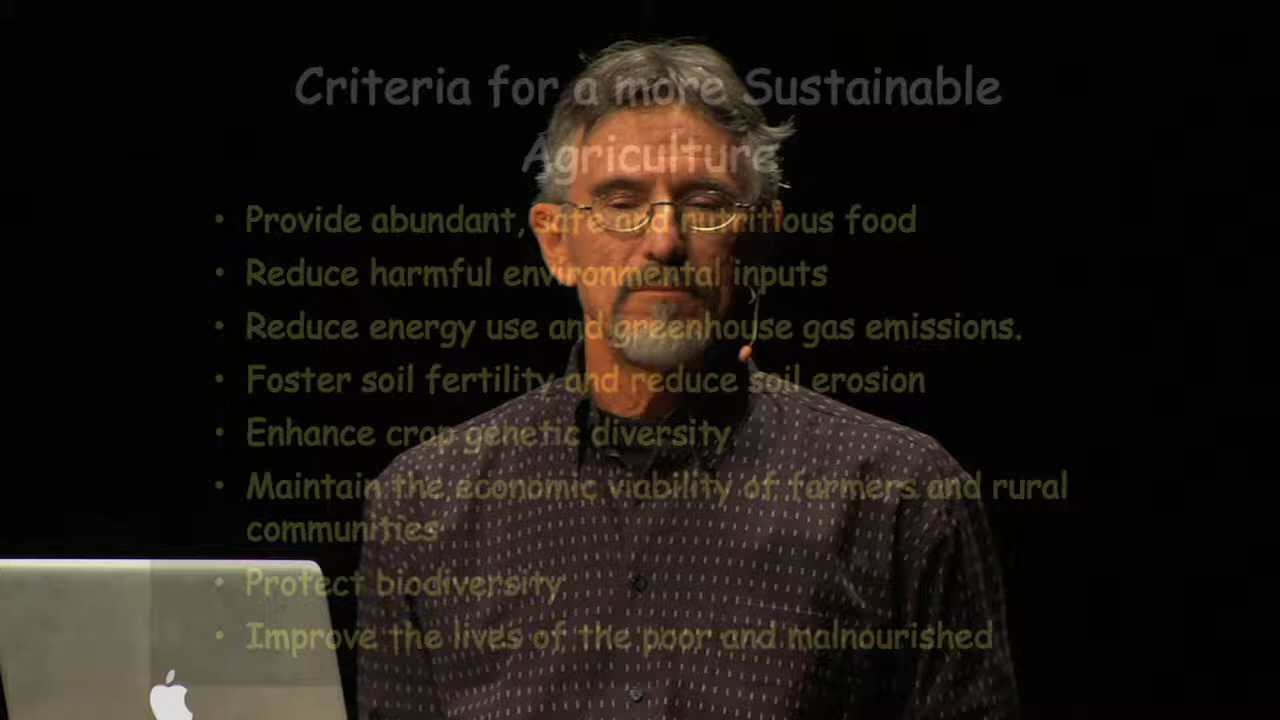 Criteria for a more Sustainable
Agriculture
• Provide abundant, safe and nutritious food
• Reduce harmful environmental inputs
• Reduce energy use and greenhouse gas emissions.
• Foster soil fertility and reduce soil erosion
• Enhance crop genetic diversity
• Maintain the economic viability of farmers and rural
communities
• Protect biodiversity
• Improve the lives of the poor and malnourished